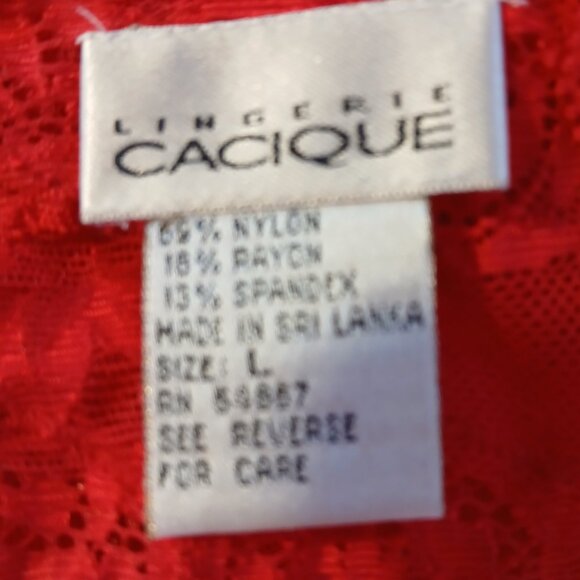 LINGERIE
CACIQUE
69% NYLON
18% RAYON
13% SPANDEX
MADE IN SRI LANKA
SIZE: L
RN
SEE REVERSE
FOR CARE